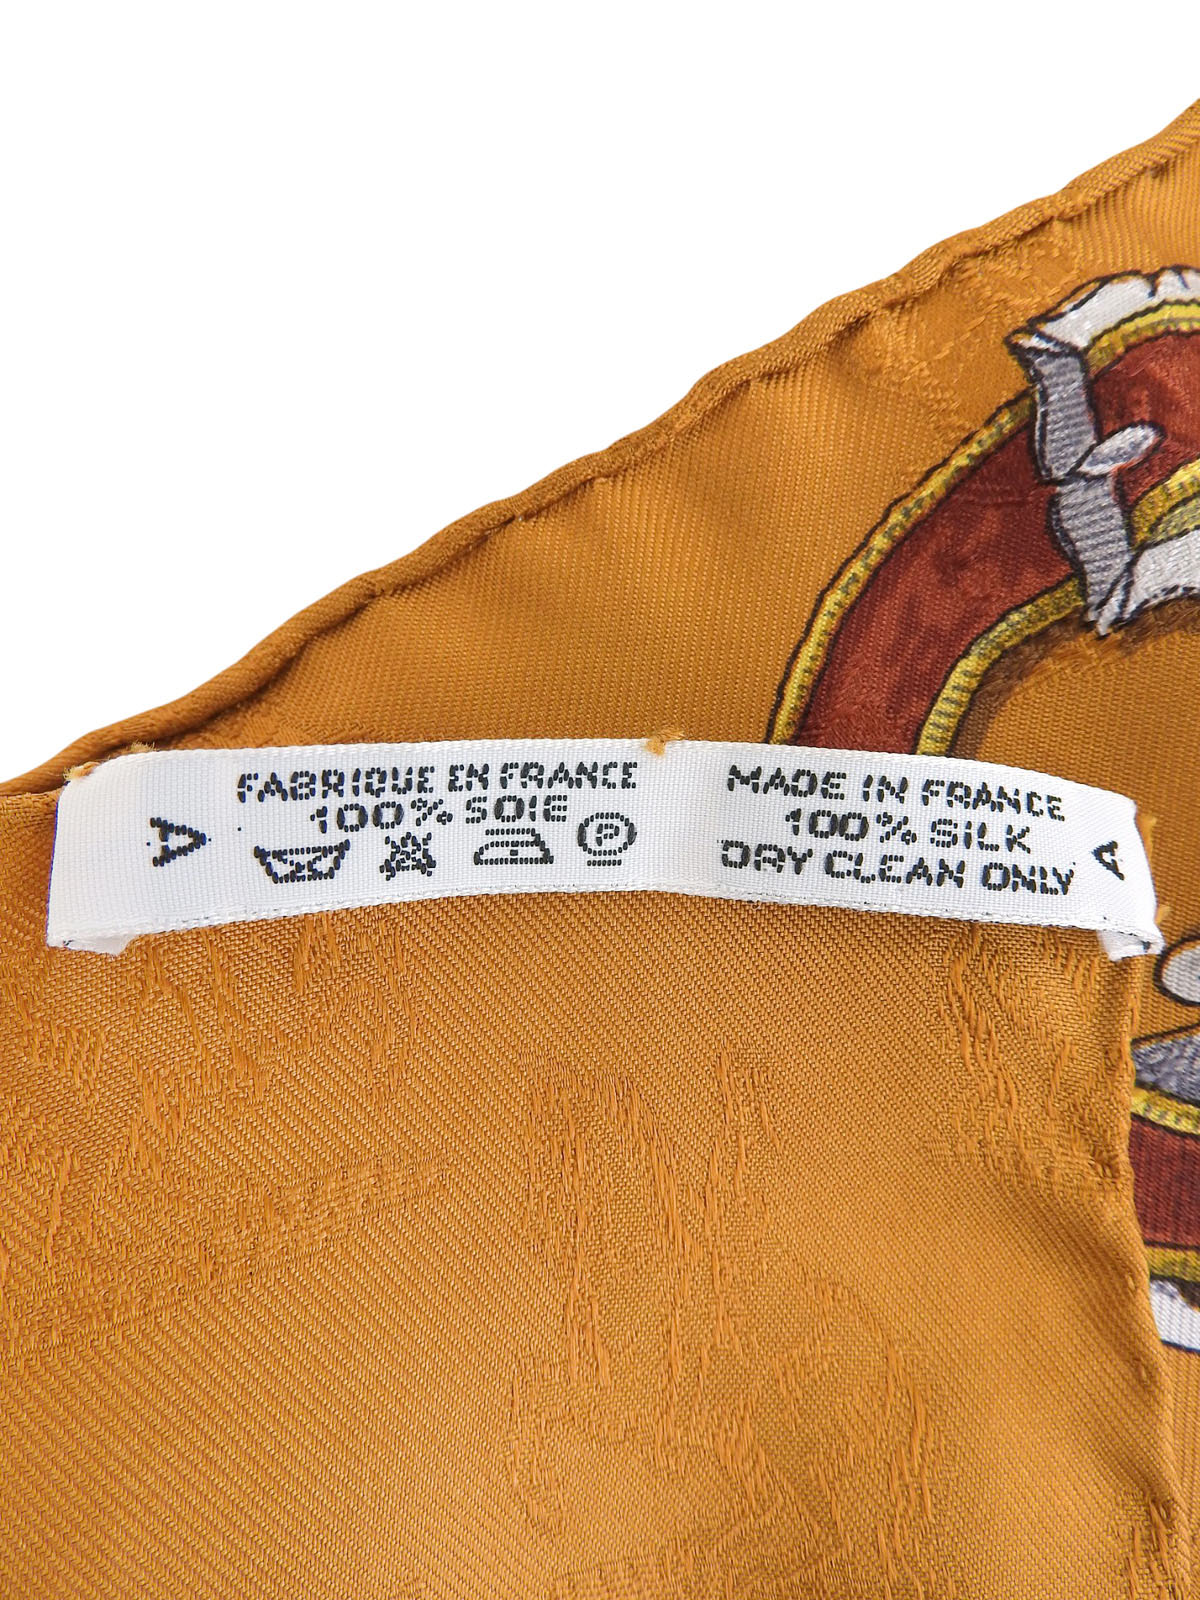 A
FABRIQUE EN FRANCE
100% SOIE
P
MADE IN FRANCE
100% SILK
DRY CLEAN ONLY
A